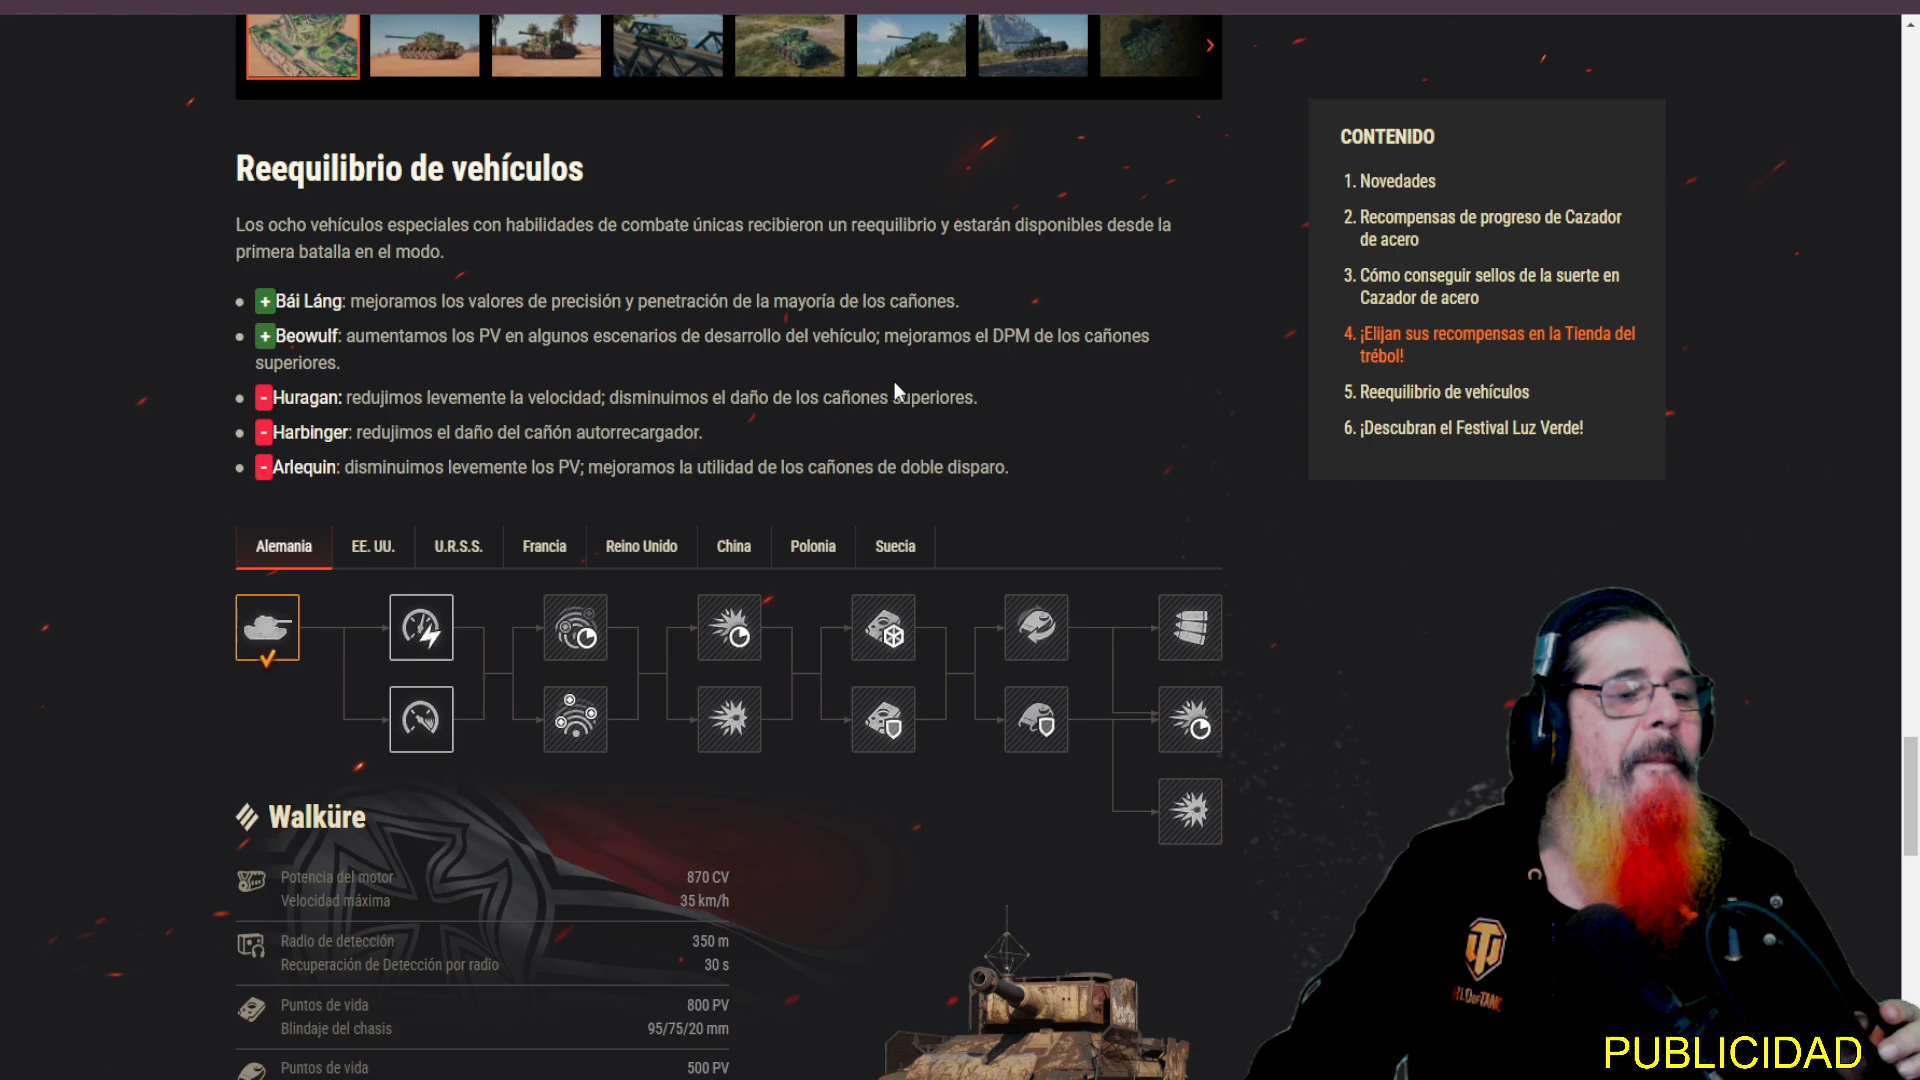 Reequilibrio de vehículos
Los ocho vehículos especiales con habilidades de combate únicas recibieron un reequilibrio y estarán disponibles desde la
primera batalla en el modo.
+ Bái Láng: mejoramos los valores de precisión y penetración de la mayoría de los cañones.
+ Beowulf: aumentamos los PV en algunos escenarios de desarrollo del vehículo; mejoramos el DPM de los cañones
superiores.
- Huragan: redujimos levemente la velocidad; disminuimos el daño de los cañones superiores.
- Harbinger: redujimos el daño del cañón autorrecargador.
- Arlequin: disminuimos levemente los PV; mejoramos la utilidad de los cañones de doble disparo.
Alemania EE. UU. U.R.S.S. Francia Reino Unido China Polonia Suecia
Walküre
Potencia del motor 870 CV
Velocidad máxima 35 km/h
Radio de detección 350 m
Recuperación de Detección por radio 30 s
Puntos de vida 800 PV
Blindaje del chasis 95/75/20 mm
Puntos de vida 500 PV
CONTENIDO
1. Novedades
2. Recompensas de progreso de Cazador
de acero
3. Cómo conseguir sellos de la suerte en
Cazador de acero
4. ¡Elijan sus recompensas en la Tienda del
trébol!
5. Reequilibrio de vehículos
6. ¡Descubran el Festival Luz Verde!
PUBLICIDAD